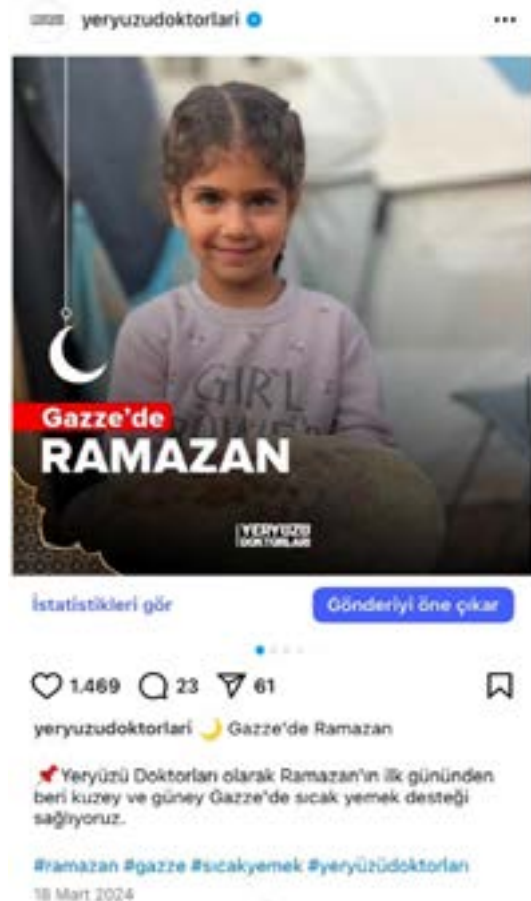 yeryuzudoktorlari
GIRL
Gazze'de
RAMAZAN
YERYÜZÜ
DOKTORLARI
İstatistikleri gör
Gönderiyi öne çıkar
1.469 23 61
yeryuzudoktorlari 🌙 Gazze'de Ramazan
📌 Yeryüzü Doktorları olarak Ramazan'ın ilk gününden
beri kuzey ve güney Gazze'de sıcak yemek desteği
sağlıyoruz.
#ramazan #gazze #sıcakyemek #yeryüzüdoktorları
18 Mart 2024